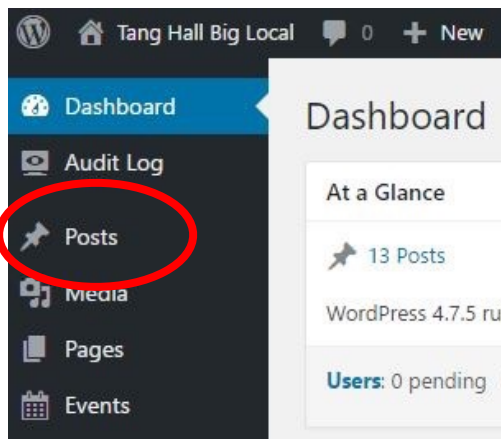 Tang Hall Big Local 0 + New
Dashboard
Audit Log
Posts
Media
Pages
Events
Dashboard
At a Glance
13 Posts
WordPress 4.7.5 ru
Users: 0 pending